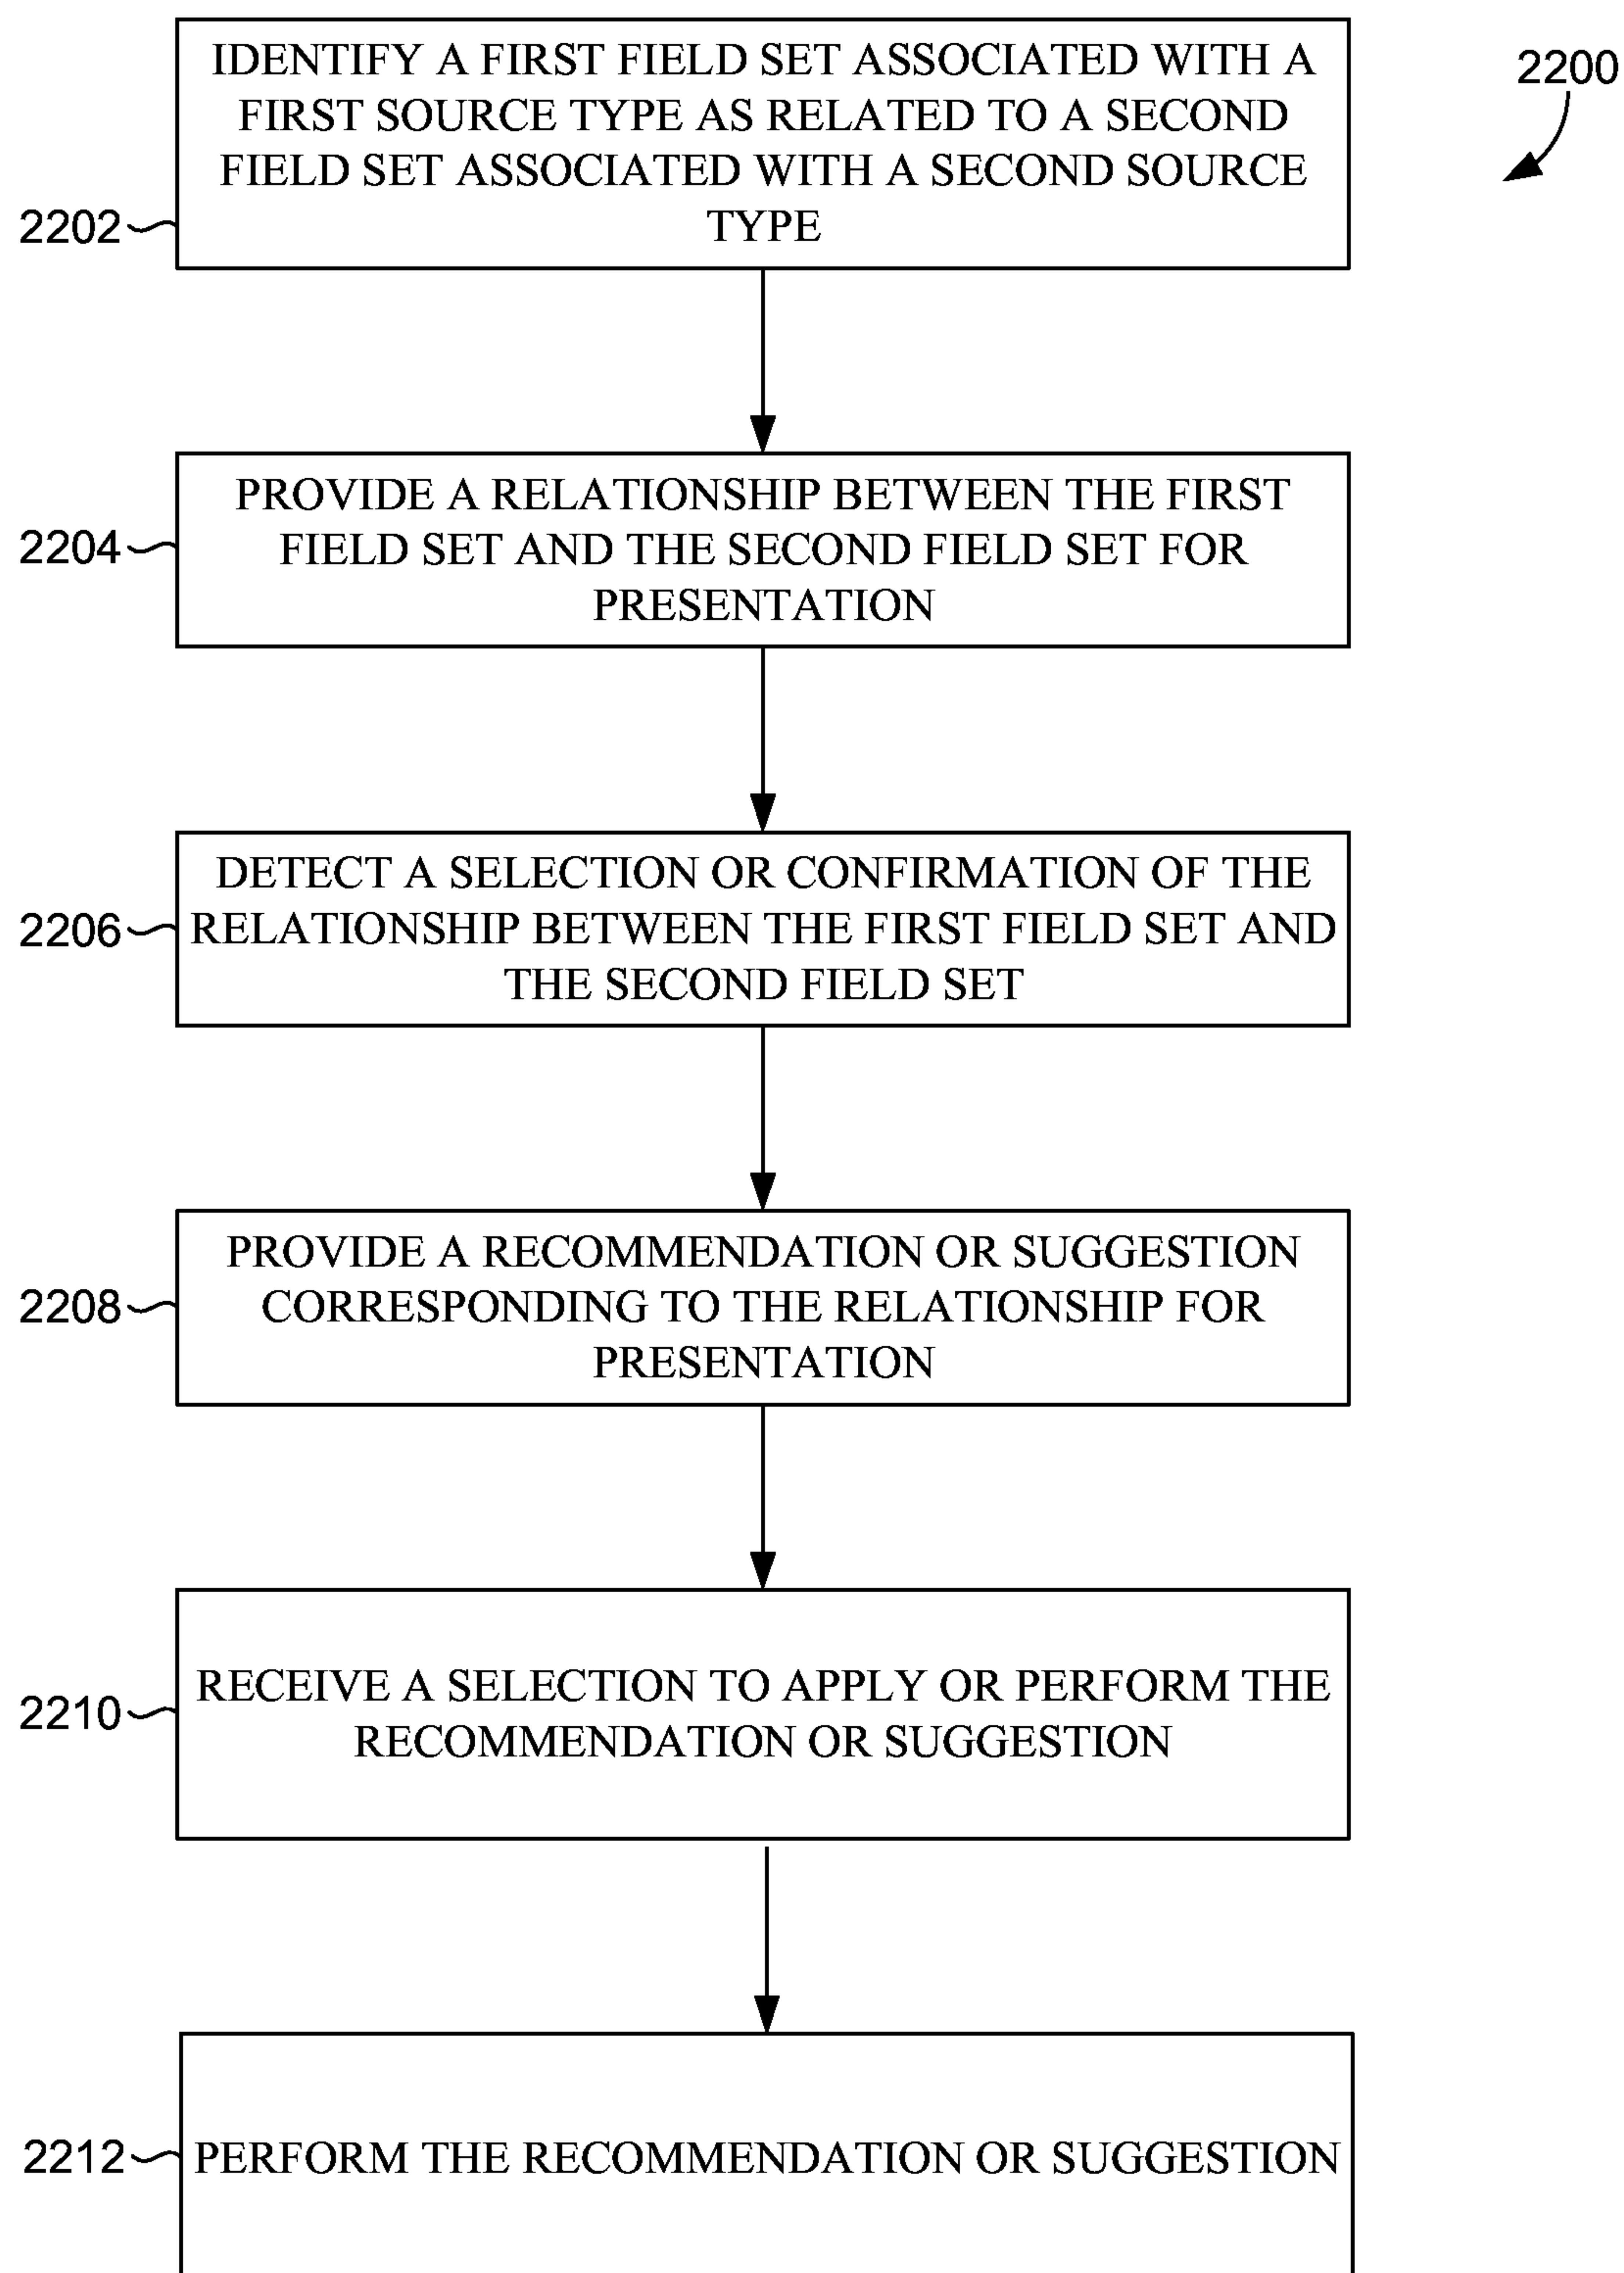 IDENTIFY A FIRST FIELD SET ASSOCIATED WITH A
FIRST SOURCE TYPE AS RELATED TO A SECOND
FIELD SET ASSOCIATED WITH A SECOND SOURCE
TYPE
2200
2202
PROVIDE A RELATIONSHIP BETWEEN THE FIRST
FIELD SET AND THE SECOND FIELD SET FOR
PRESENTATION
2204
DETECT A SELECTION OR CONFIRMATION OF THE
RELATIONSHIP BETWEEN THE FIRST FIELD SET AND
THE SECOND FIELD SET
2206
PROVIDE A RECOMMENDATION OR SUGGESTION
CORRESPONDING TO THE RELATIONSHIP FOR
PRESENTATION
2208
RECEIVE A SELECTION TO APPLY OR PERFORM THE
RECOMMENDATION OR SUGGESTION
2210
PERFORM THE RECOMMENDATION OR SUGGESTION
2212